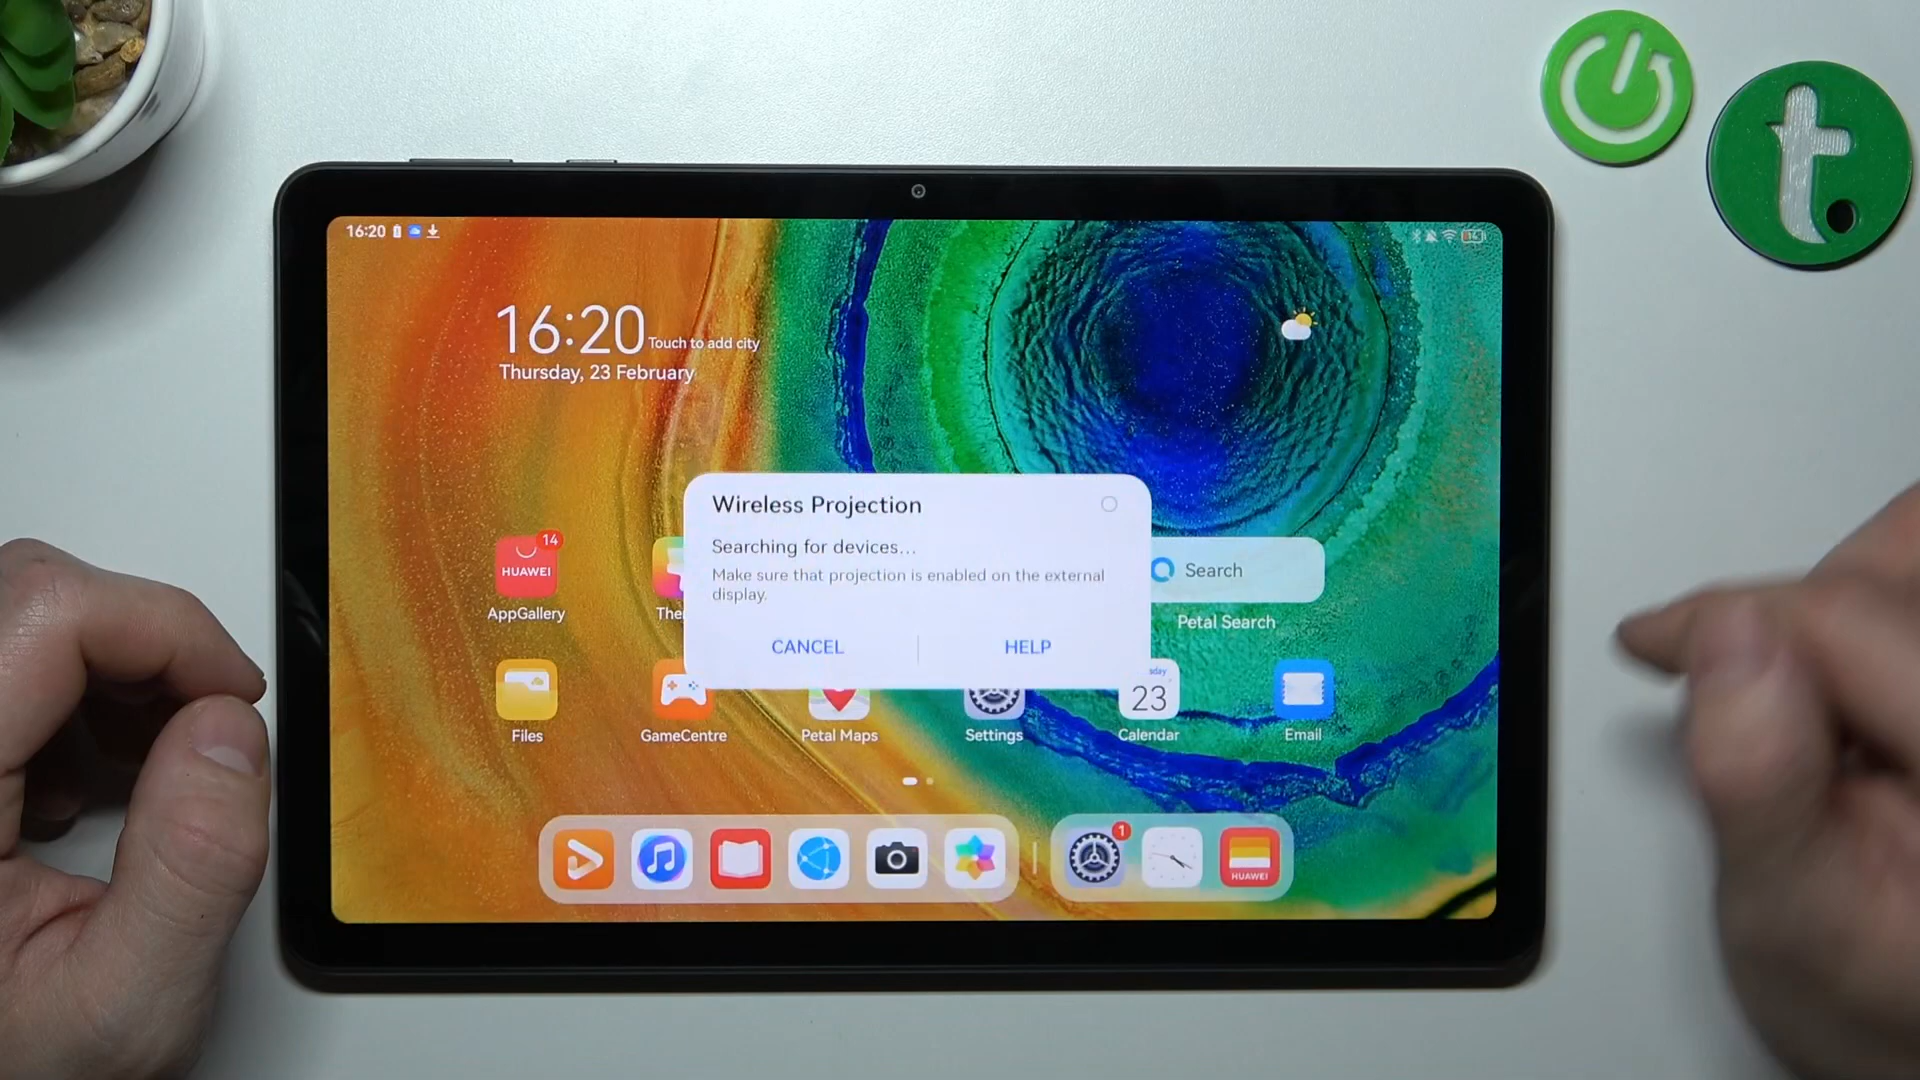 16:20
16:20 Touch to add city
Thursday, 23 February
Wireless Projection
Searching for devices...
Make sure that projection is enabled on the external
display.
CANCEL
HELP
14
HUAWEI
AppGallery
The
Search
Petal Search
sday
23
Files
GameCentre
Petal Maps
Settings
Calendar
Email
1
HUAWEI
t